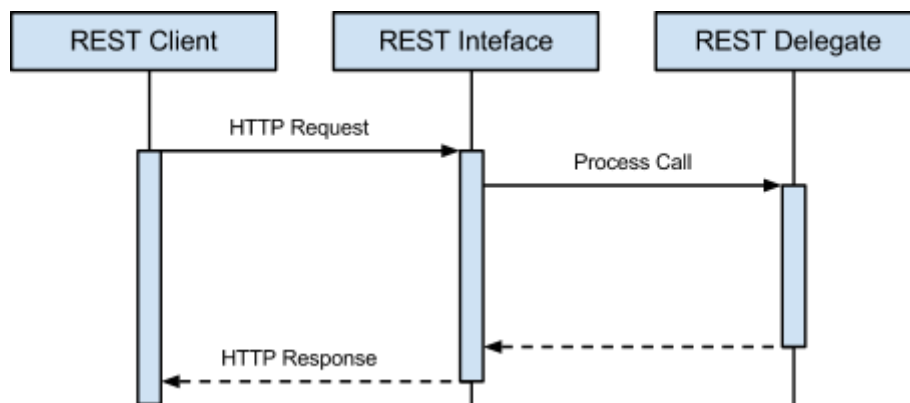 REST Client
REST Inteface
REST Delegate
HTTP Request
Process Call
HTTP Response